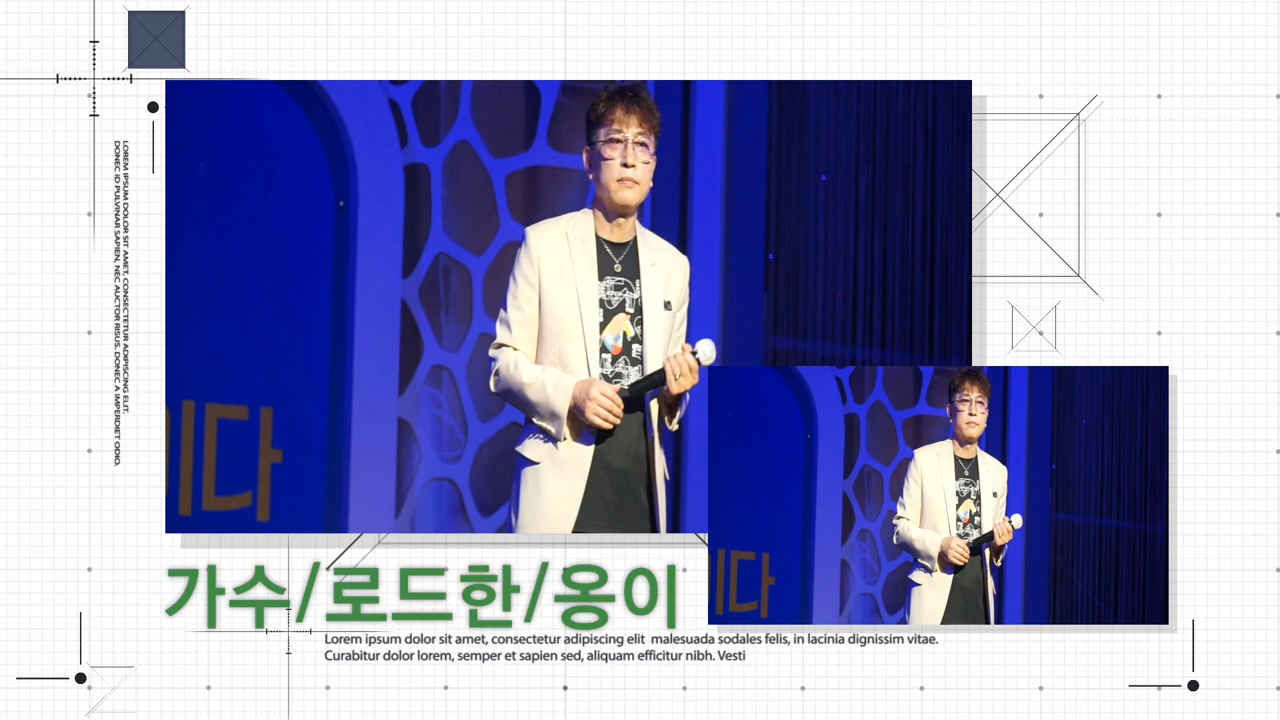 LOREM IPSUM DOLOR SIT AMET, CONSECTETUR ADIPISCING ELIT.
DONEC ID PULVINAR SAPIEN, NEC AUCTOR RISUS. DONEC A IMPERDIET ODIO.
이다
이다
가수/로드한/옹이
Lorem ipsum dolor sit amet, consectetur adipiscing elit malesuada sodales felis, in lacinia dignissim vitae.
Curabitur dolor lorem, semper et sapien sed, aliquam efficitur nibh. Vesti